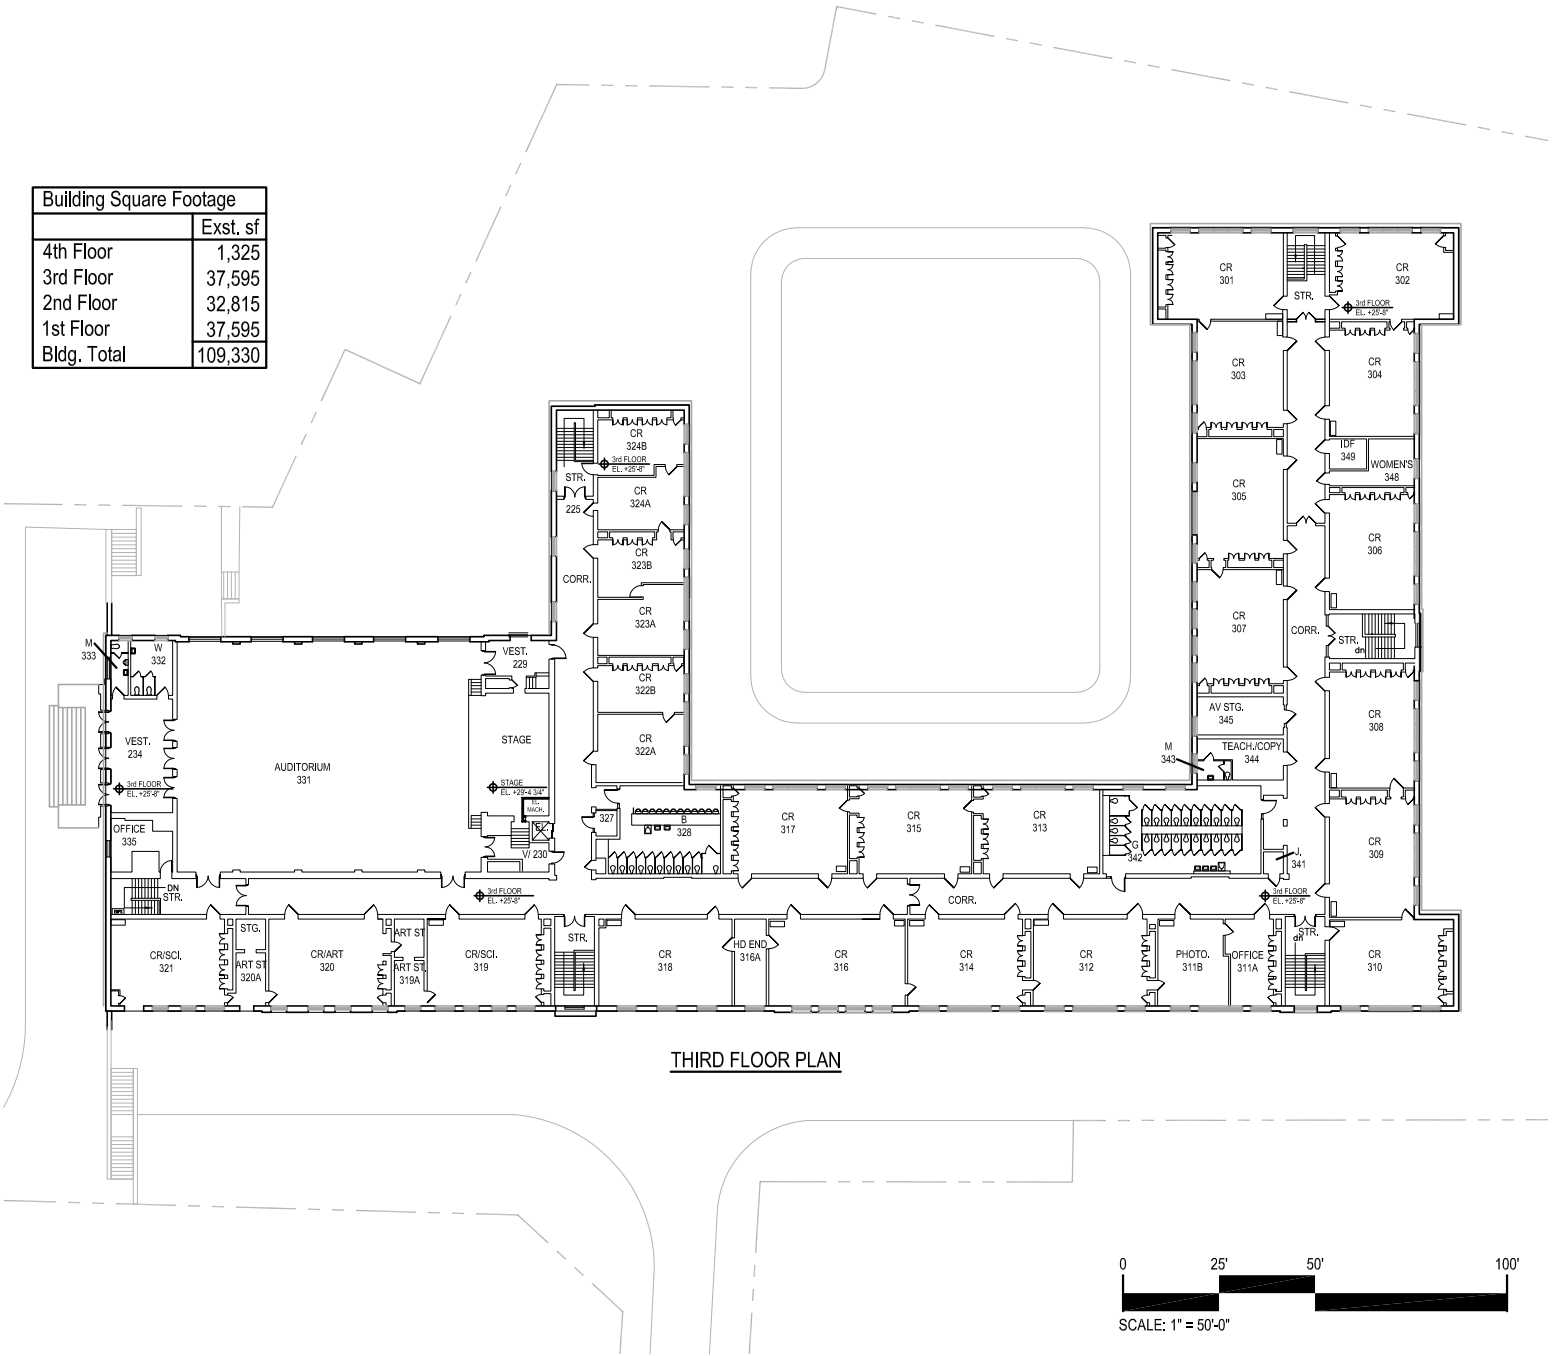 Building Square Footage
Exst. sf
4th Floor 1,325
3rd Floor 37,595
2nd Floor 32,815
1st Floor 37,595
Bldg. Total 109,330
CR
301
STR.
CR
302
3rd FLOOR
EL. +25'-8"
CR
303
CR
304
CR
305
IDF
349
WOMEN'S
348
CR
306
CR
307
CORR.
STR.
dn
CR
308
AV STG.
345
TEACH./COPY
344
M
343
CR
309
CR
324B
3rd FLOOR
EL. +25'-8"
STR.
225
CR
324A
CR
323B
CORR.
CR
323A
CR
322B
CR
322A
M
333
W
332
VEST.
229
VEST.
234
3rd FLOOR
EL. +25'-8"
AUDITORIUM
331
STAGE
STAGE
EL. +29'-4 3/4"
EL.
MACH.
EL.
V/ 230
OFFICE
335
DN
STR.
327
B
328
CR
317
CR
315
CR
313
G
342
J.
341
3rd FLOOR
EL. +25'-8"
CORR.
3rd FLOOR
EL. +25'-8"
CR/SCI.
321
STG.
ART ST
320A
CR/ART
320
ART ST
ART ST.
319A
CR/SCI.
319
STR.
CR
318
HD END
316A
CR
316
CR
314
CR
312
PHOTO.
311B
OFFICE
311A
STR.
dn
CR
310
THIRD FLOOR PLAN
0 25' 50' 100'
SCALE: 1" = 50'-0"